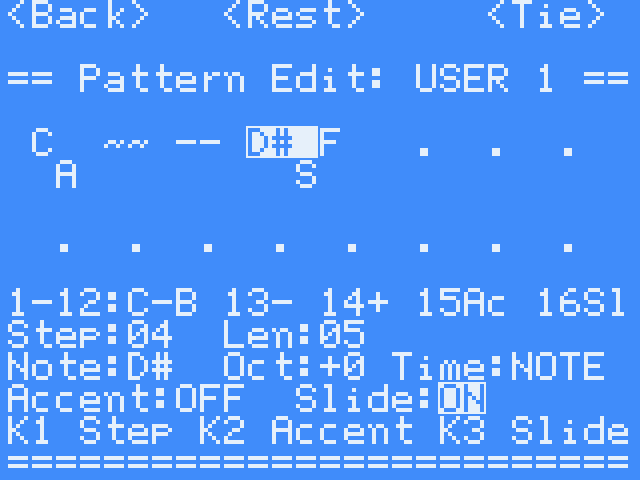 <Back> <Rest> <Tie>
== Pattern Edit: USER 1 ==
C ~~ -- D# F . . .
A S
. . . . . . . .
1-12:C-B 13- 14+ 15Ac 16Sl
Step:04 Len:05
Note:D# Oct:+0 Time:NOTE
Accent:OFF Slide:ON
K1 Step K2 Accent K3 Slide
==========================